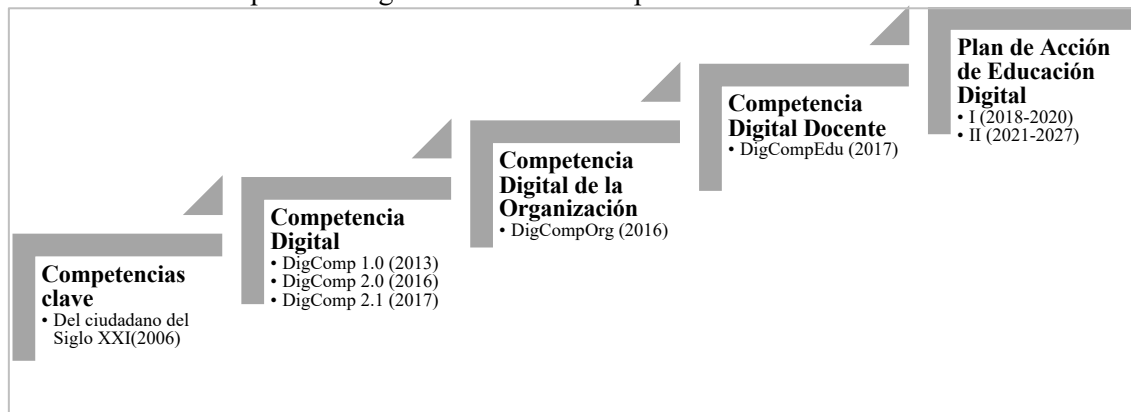 Competencias
clave
• Del ciudadano del
Siglo XXI(2006)
Competencia
Digital
• DigComp 1.0 (2013)
• DigComp 2.0 (2016)
• DigComp 2.1 (2017)
Competencia
Digital de la
Organización
• DigCompOrg (2016)
Competencia
Digital Docente
• DigCompEdu (2017)
Plan de Acción
de Educación
Digital
• I (2018-2020)
• II (2021-2027)